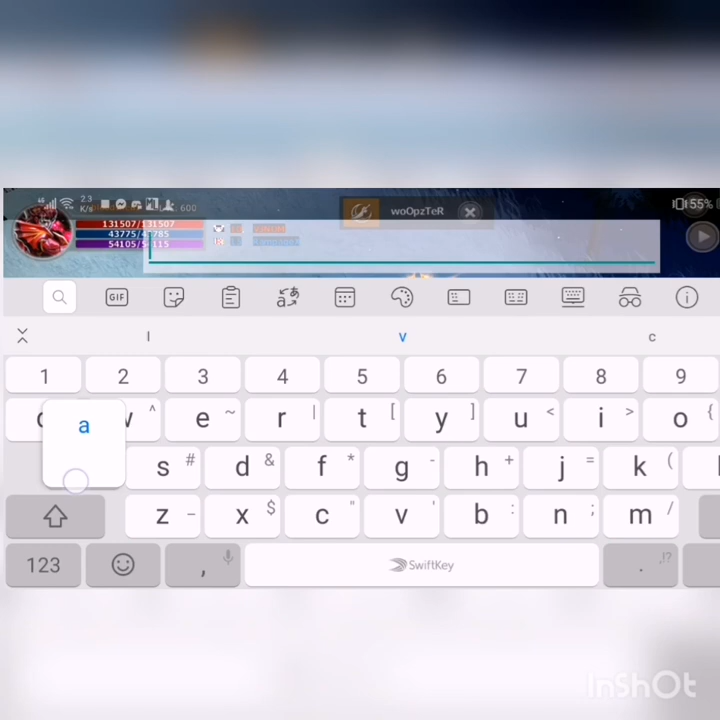 2.3
K/s
: 600
55%
woOpzTeR
131507/131507
43775/43785
54105/54115
GIF
I v c
1 2 3 4 5 6 7 8 9
w ^ e ~ r | t [ y ] u < i > o {
a
s # d & f * g - h + j = k (
z _ x $ c " v ' b : n ; m /
123 , SwiftKey . ,!?
InShOt